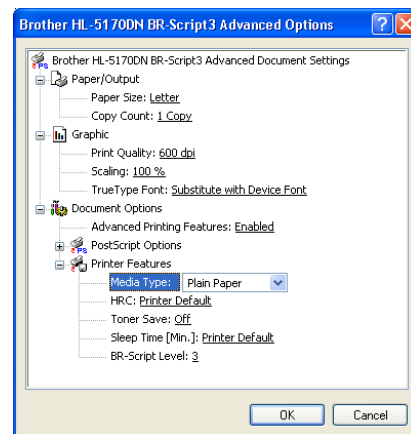 Brother HL-5170DN BR-Script3 Advanced Options
Brother HL-5170DN BR-Script3 Advanced Document Settings
Paper/Output
Paper Size: Letter
Copy Count: 1 Copy
Graphic
Print Quality: 600 dpi
Scaling: 100 %
TrueType Font: Substitute with Device Font
Document Options
Advanced Printing Features: Enabled
PostScript Options
Printer Features
Media Type: Plain Paper
HRC: Printer Default
Toner Save: Off
Sleep Time [Min.]: Printer Default
BR-Script Level: 3
OK Cancel